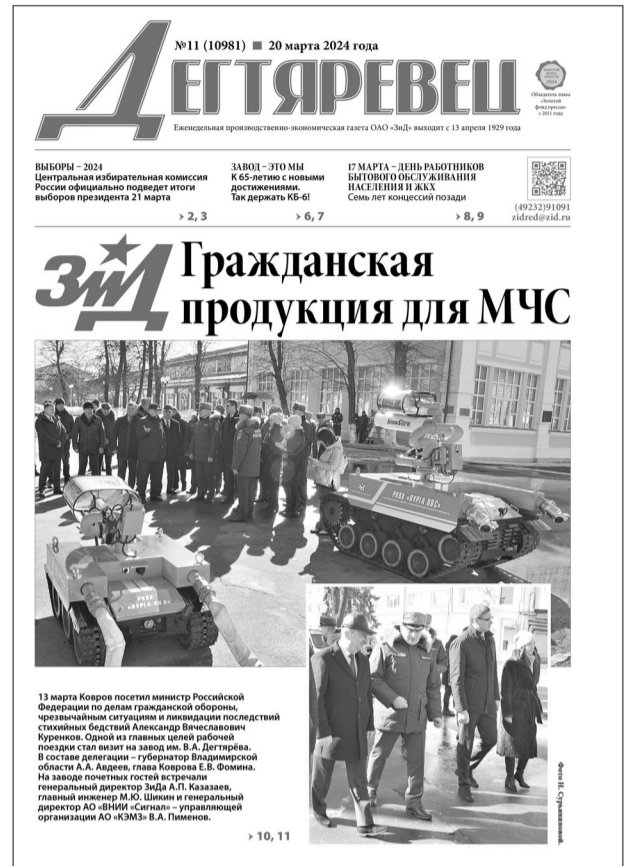 №11 (10981) ■ 20 марта 2024 года
ДЕГТЯРЕВЕЦ
Еженедельная производственно-экономическая газета ОАО «ЗиД» выходит с 13 апреля 1929 года
Обладатель знака
«Золотой
фонд прессы»
с 2011 года
ВЫБОРЫ – 2024
Центральная избирательная комиссия
России официально подведет итоги
выборов президента 21 марта
› 2, 3
ЗАВОД – ЭТО МЫ
К 65-летию с новыми
достижениями.
Так держать КБ-6!
› 6, 7
17 МАРТА – ДЕНЬ РАБОТНИКОВ
БЫТОВОГО ОБСЛУЖИВАНИЯ
НАСЕЛЕНИЯ И ЖКХ
Семь лет концессий позади
› 8, 9
(49232)91091
zidred@zid.ru
ЗиД
Гражданская
продукция для МЧС
13 марта Ковров посетил министр Российской
Федерации по делам гражданской обороны,
чрезвычайным ситуациям и ликвидации последствий
стихийных бедствий Александр Вячеславович
Куренков. Одной из главных целей рабочей
поездки стал визит на завод им. В.А. Дегтярёва.
В составе делегации – губернатор Владимирской
области А.А. Авдеев, глава Коврова Е.В. Фомина.
На заводе почетных гостей встречали
генеральный директор ЗиДа А.П. Казазаев,
главный инженер М.Ю. Шикин и генеральный
директор АО «ВНИИ «Сигнал» – управляющей
организации АО «КЭМЗ» В.А. Пименов.
› 10, 11
Фото Н. Сурьяниновой.